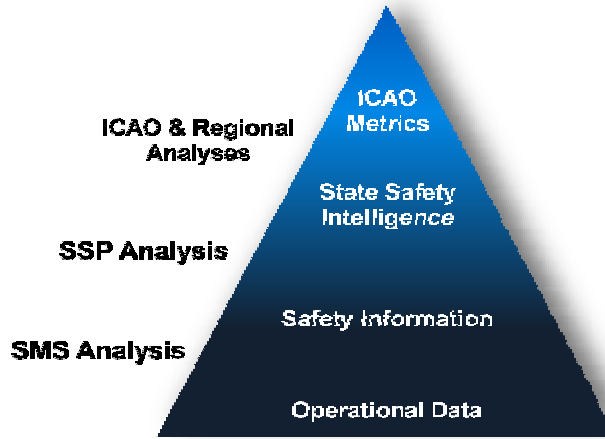 ICAO
Metrics
ICAO & Regional
Analyses
State Safety
Intelligence
SSP Analysis
Safety Information
SMS Analysis
Operational Data